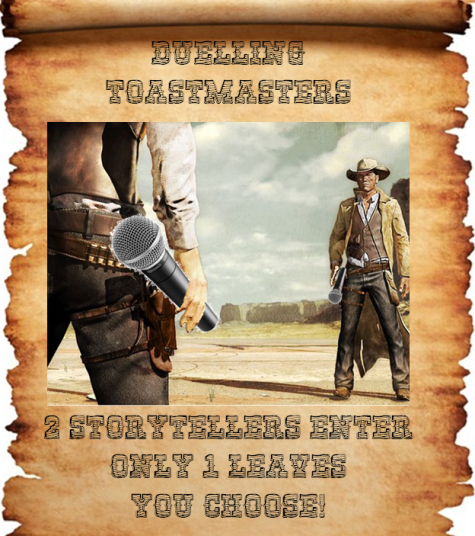 DUELLING
TOASTMASTERS
2 STORYTELLERS ENTER
ONLY 1 LEAVES
YOU CHOOSE!